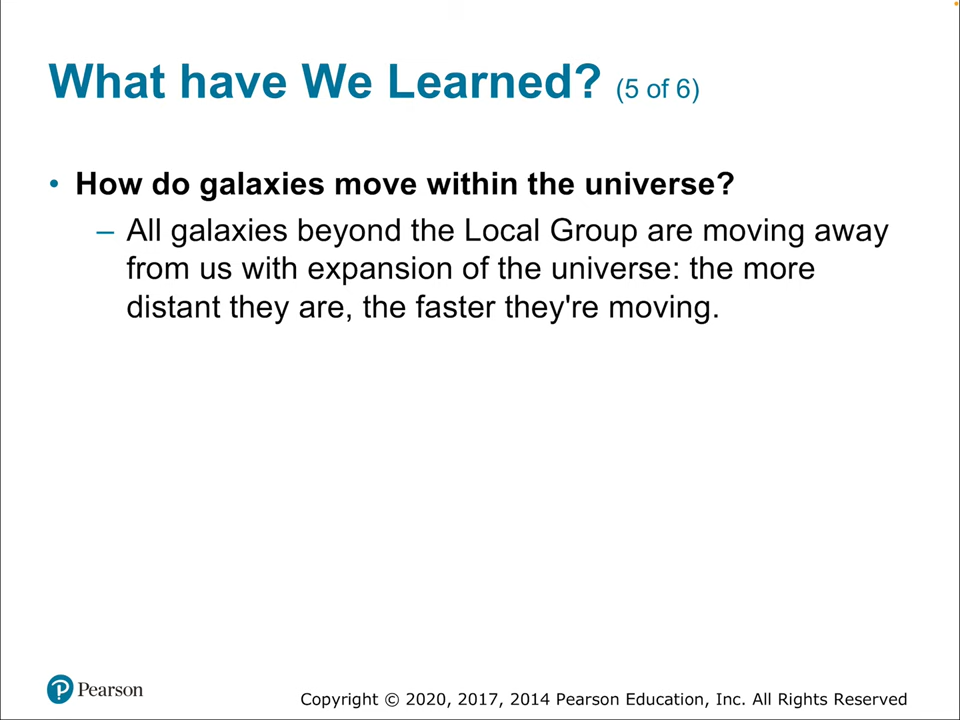 What have We Learned? (5 of 6)
• How do galaxies move within the universe?
– All galaxies beyond the Local Group are moving away
from us with expansion of the universe: the more
distant they are, the faster they're moving.
Pearson
Copyright © 2020, 2017, 2014 Pearson Education, Inc. All Rights Reserved